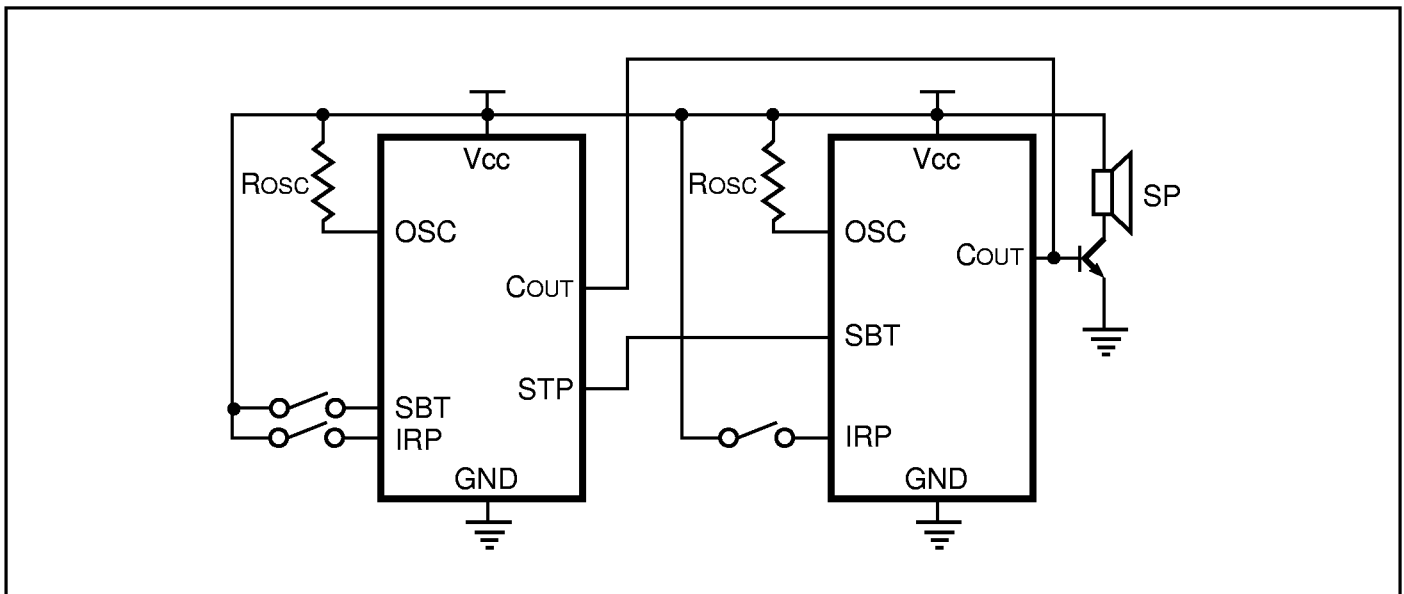 Vcc
Vcc
ROSC
ROSC
SP
OSC
OSC
COUT
COUT
SBT
STP
SBT
IRP
IRP
GND
GND